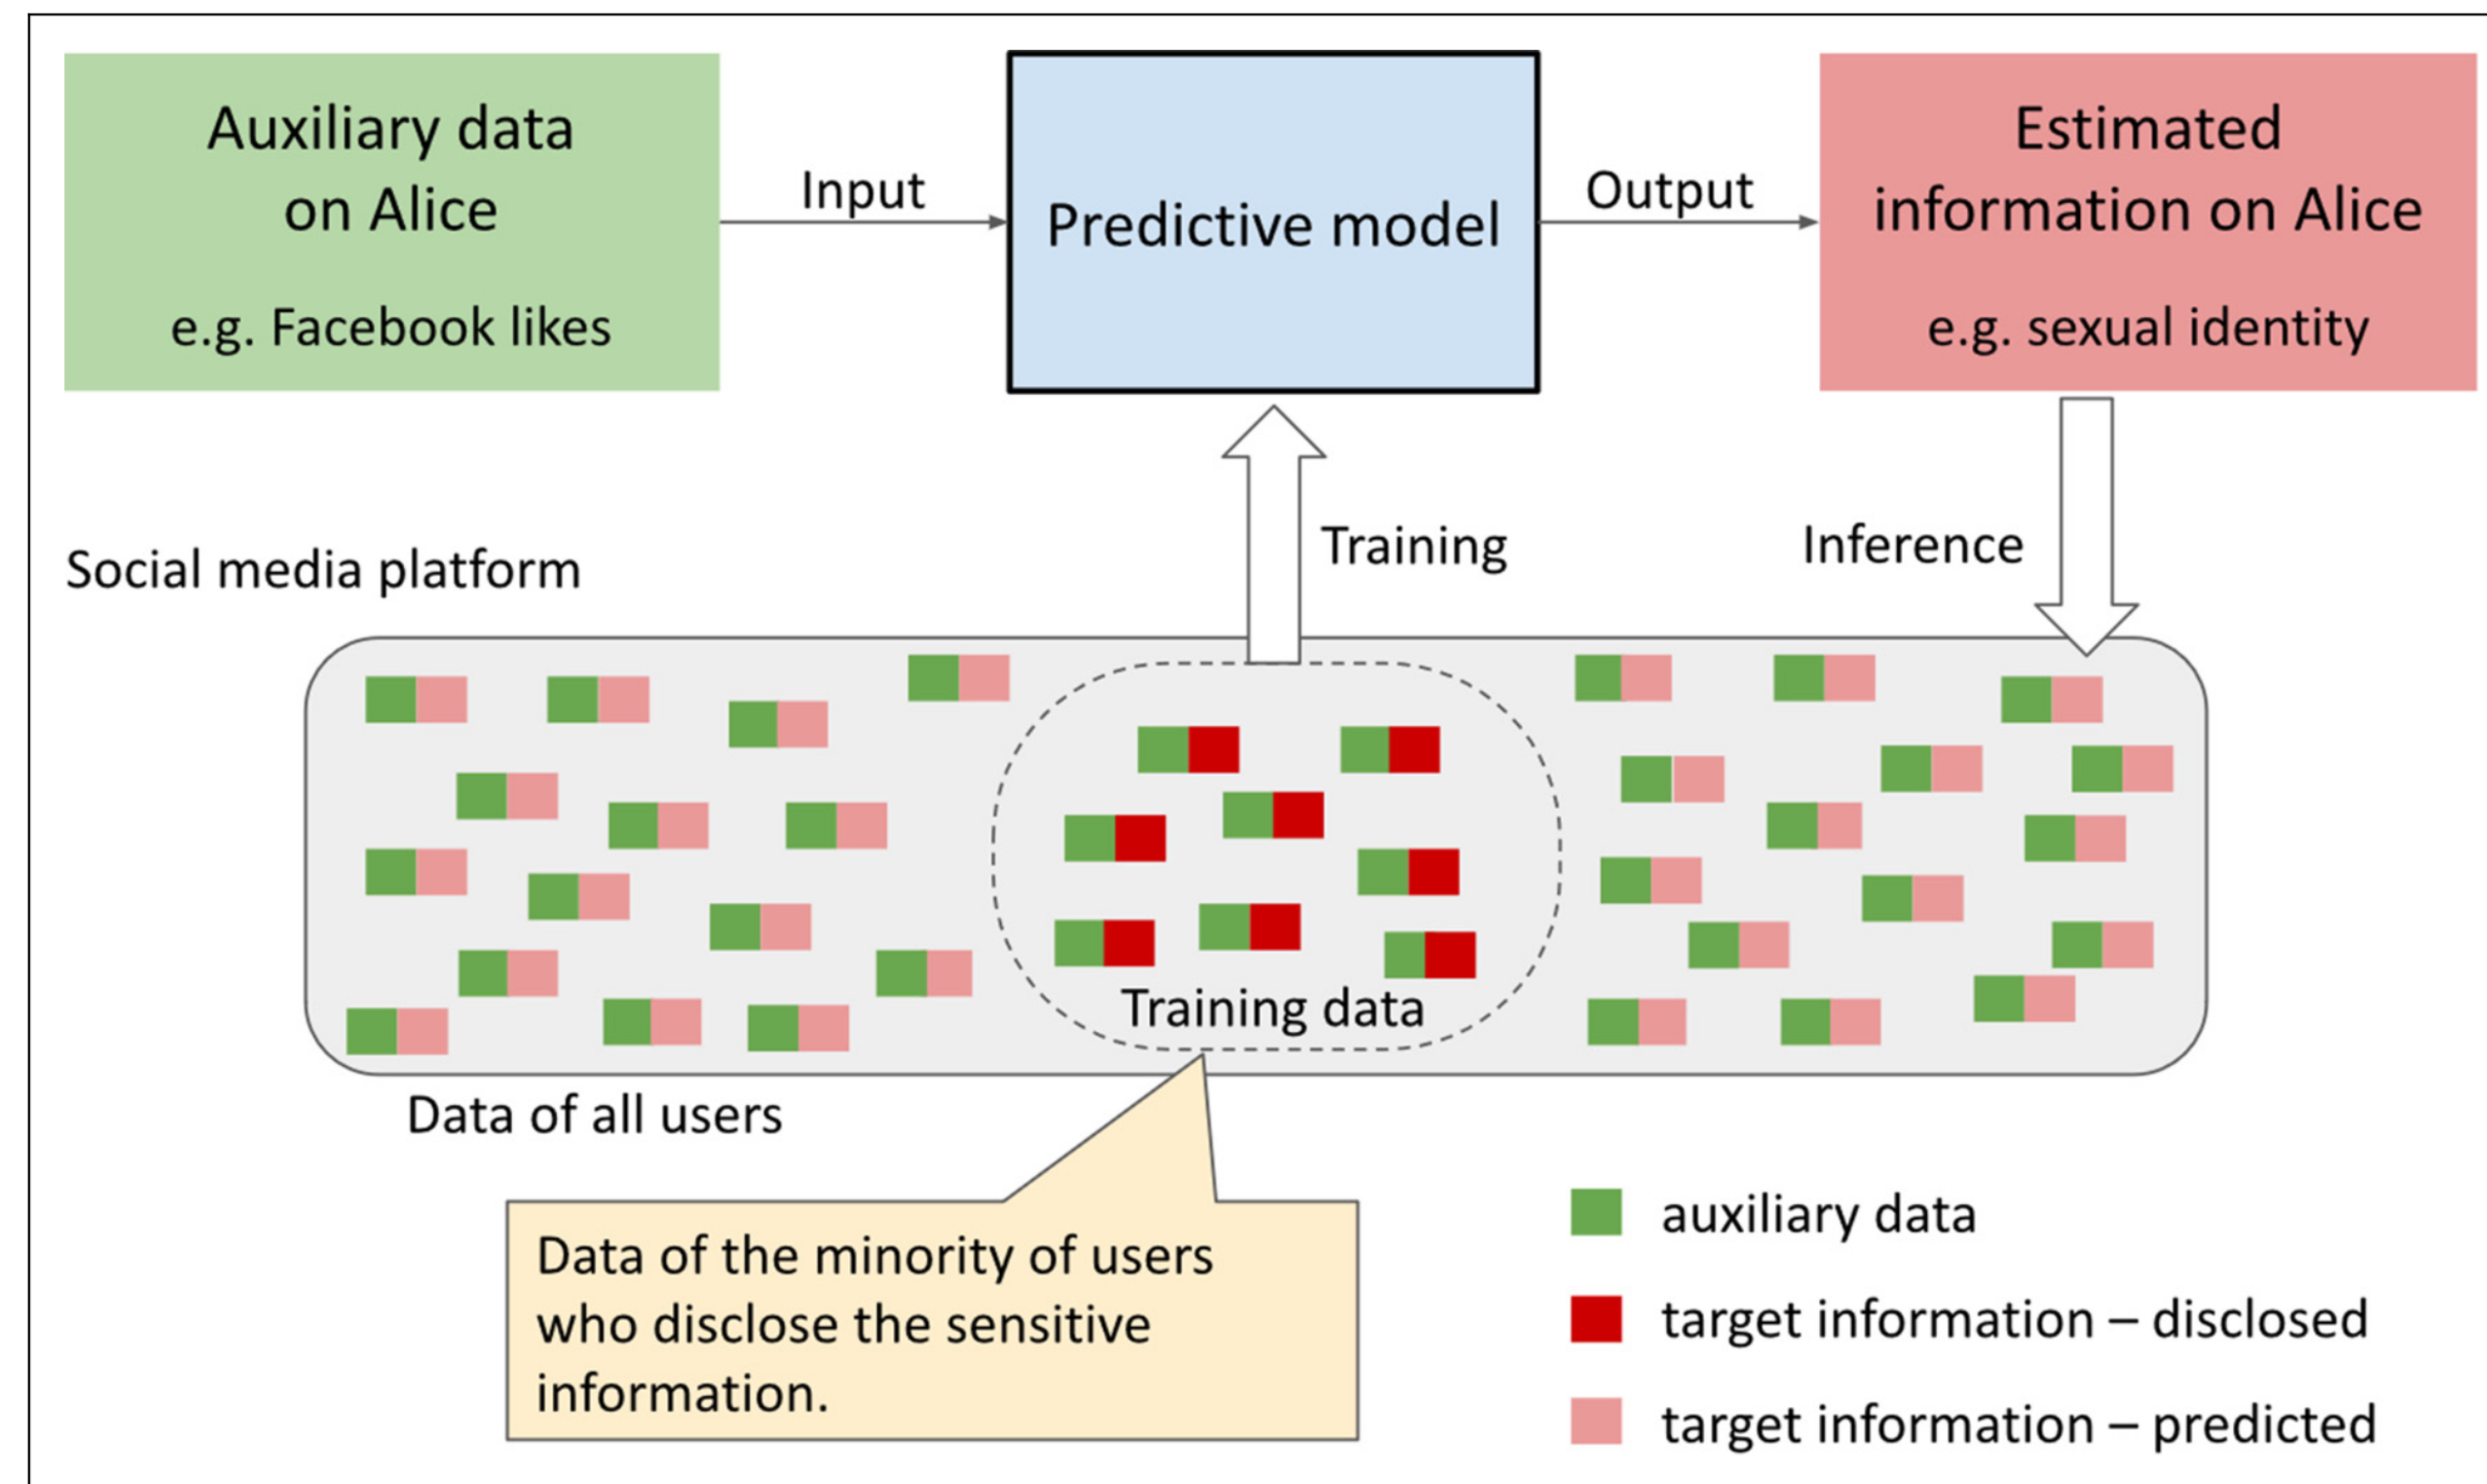 Auxiliary data
on Alice
e.g. Facebook likes
Input
Predictive model
Output
Estimated
information on Alice
e.g. sexual identity
Social media platform
Training
Inference
Training data
Data of all users
Data of the minority of users
who disclose the sensitive
information.
auxiliary data
target information – disclosed
target information – predicted